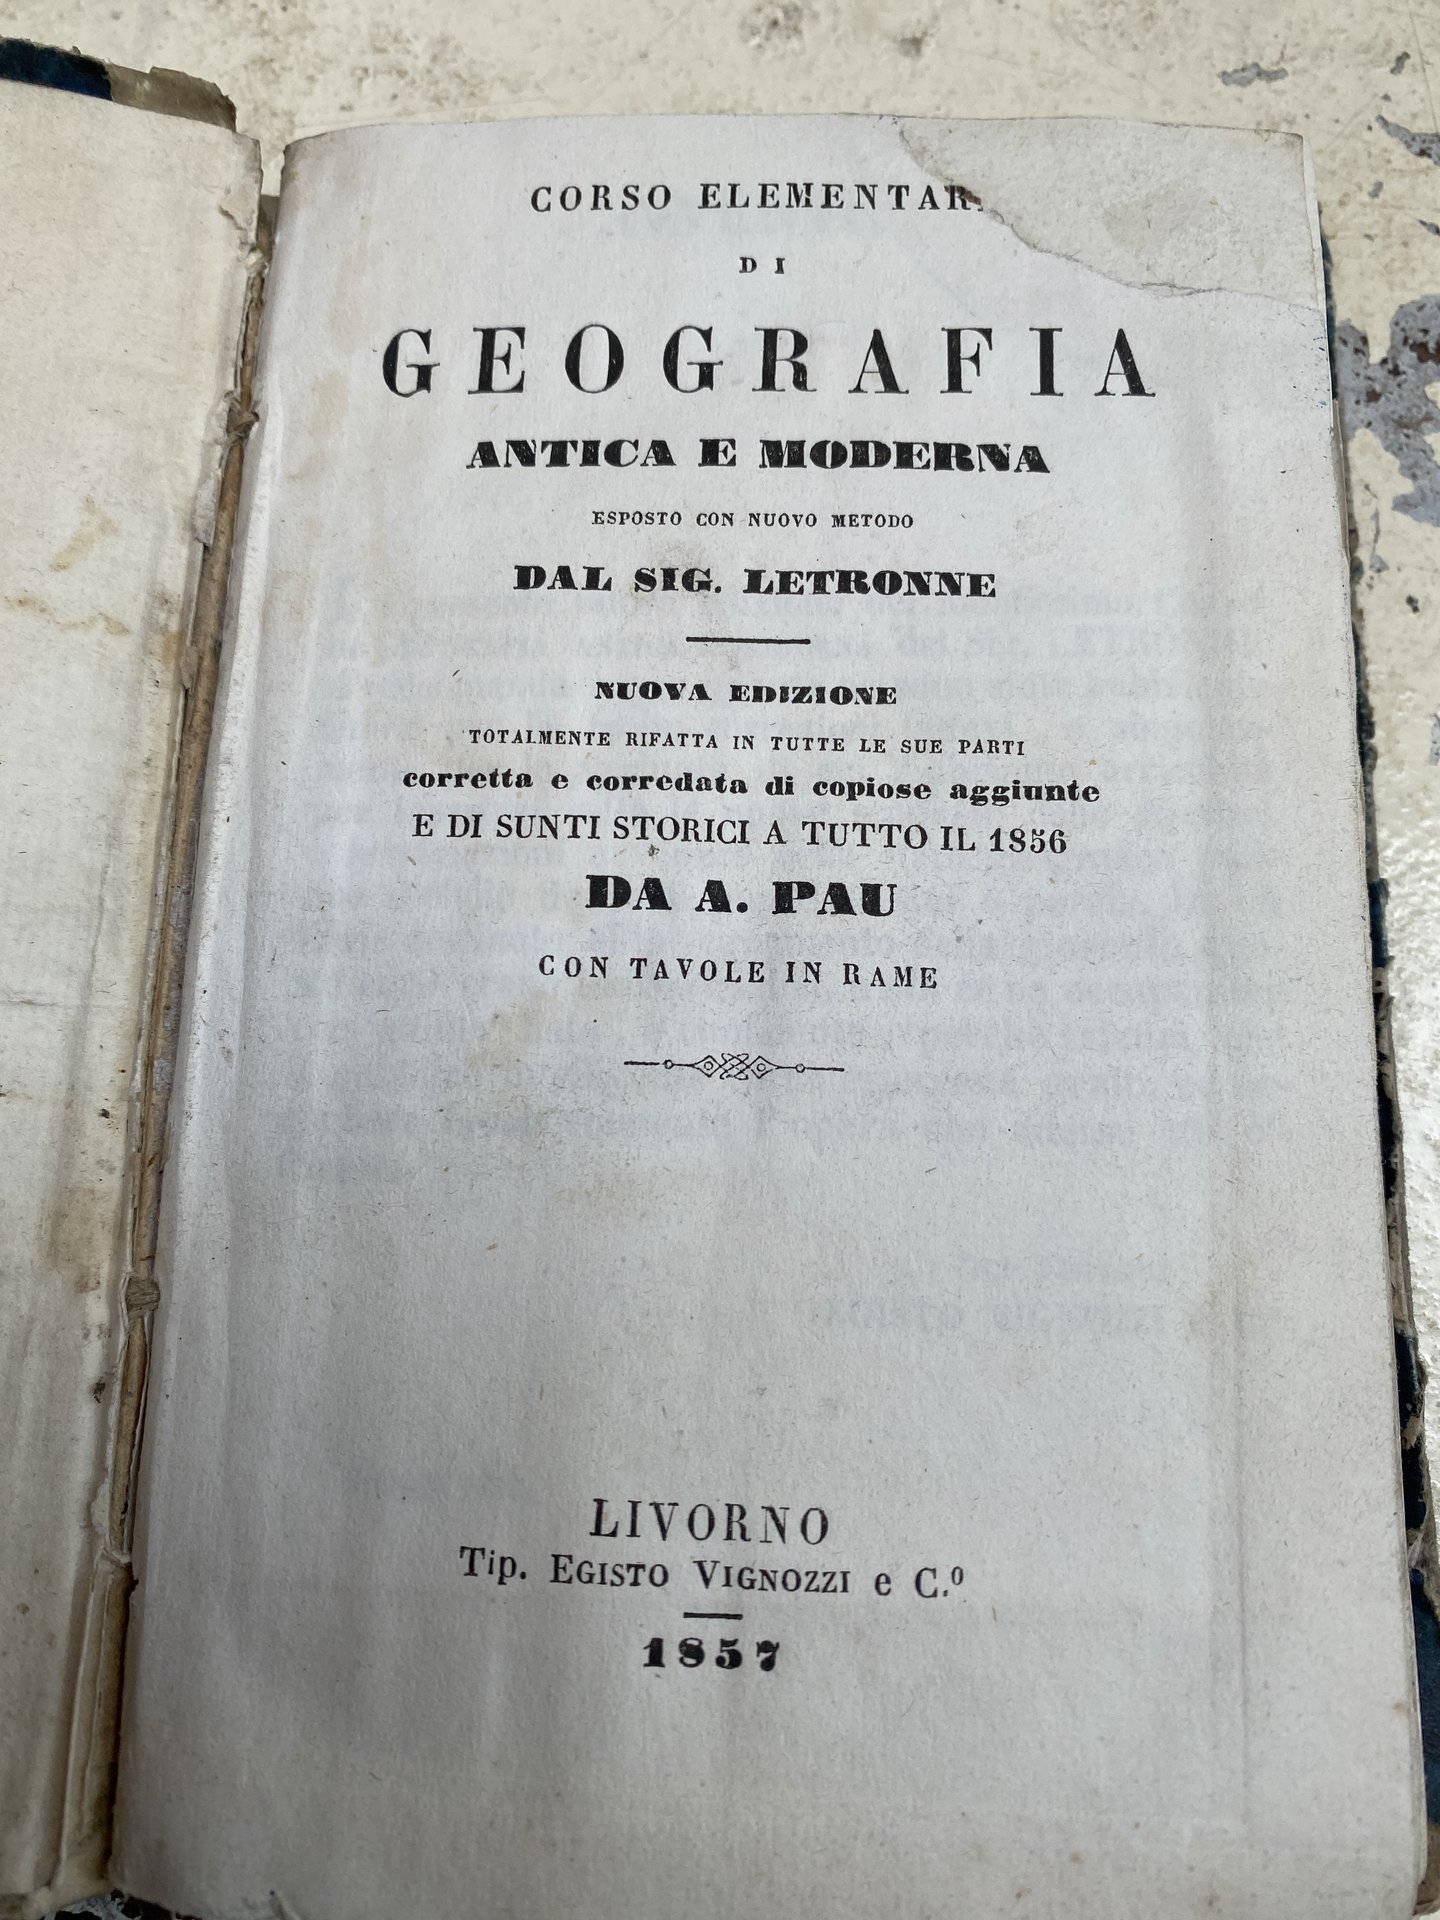 CORSO ELEMENTAR
DI
GEOGRAFIA
ANTICA E MODERNA
ESPOSTO CON NUOVO METODO
DAL SIG. LETRONNE
NUOVA EDIZIONE
TOTALMENTE RIFATTA IN TUTTE LE SUE PARTI
corretta e corredata di copiose aggiunte
E DI SUNTI STORICI A TUTTO IL 1856
DA A. PAU
CON TAVOLE IN RAME
LIVORNO
Tip. EGISTO VIGNOZZI e C.º
1857